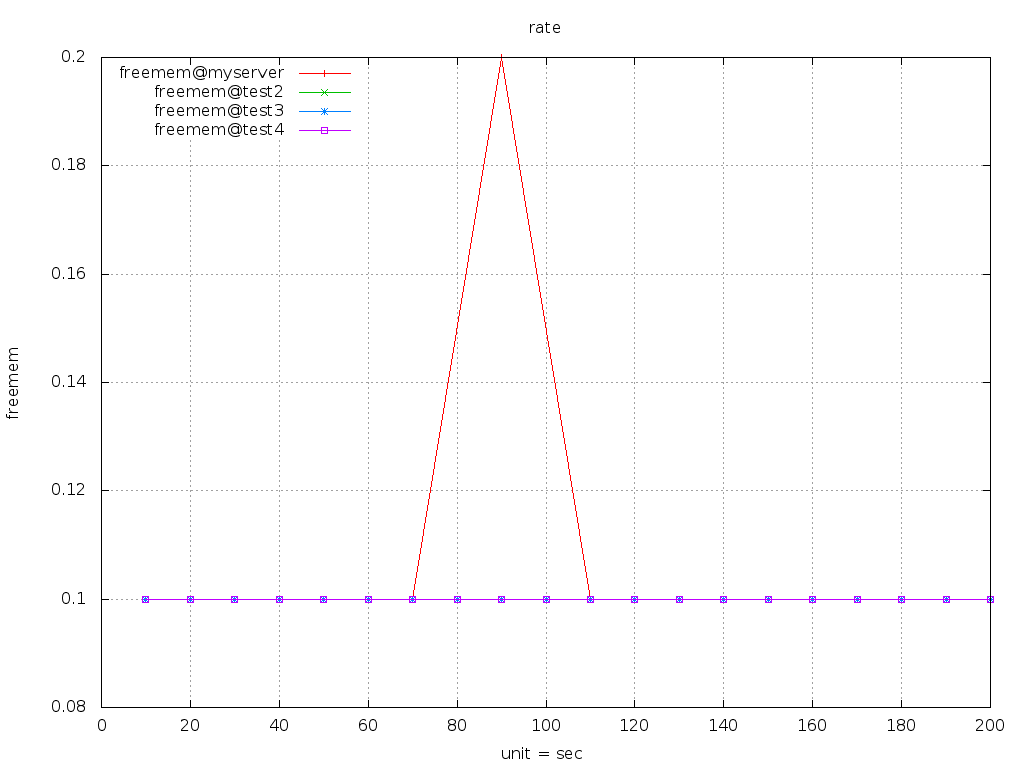 rate
freemem@myserver
freemem@test2
freemem@test3
freemem@test4
0.2
0.18
0.16
0.14
0.12
0.1
0.08
freemem
0 20 40 60 80 100 120 140 160 180 200
unit = sec